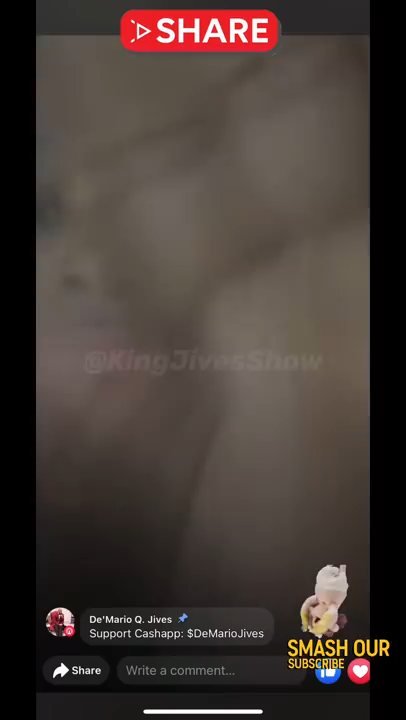 SHARE
@KingJivesShow
De'Mario Q. Jives
Support Cashapp: $DeMarioJives
SMASH OUR
SUBSCRIBE
Share
Write a comment...